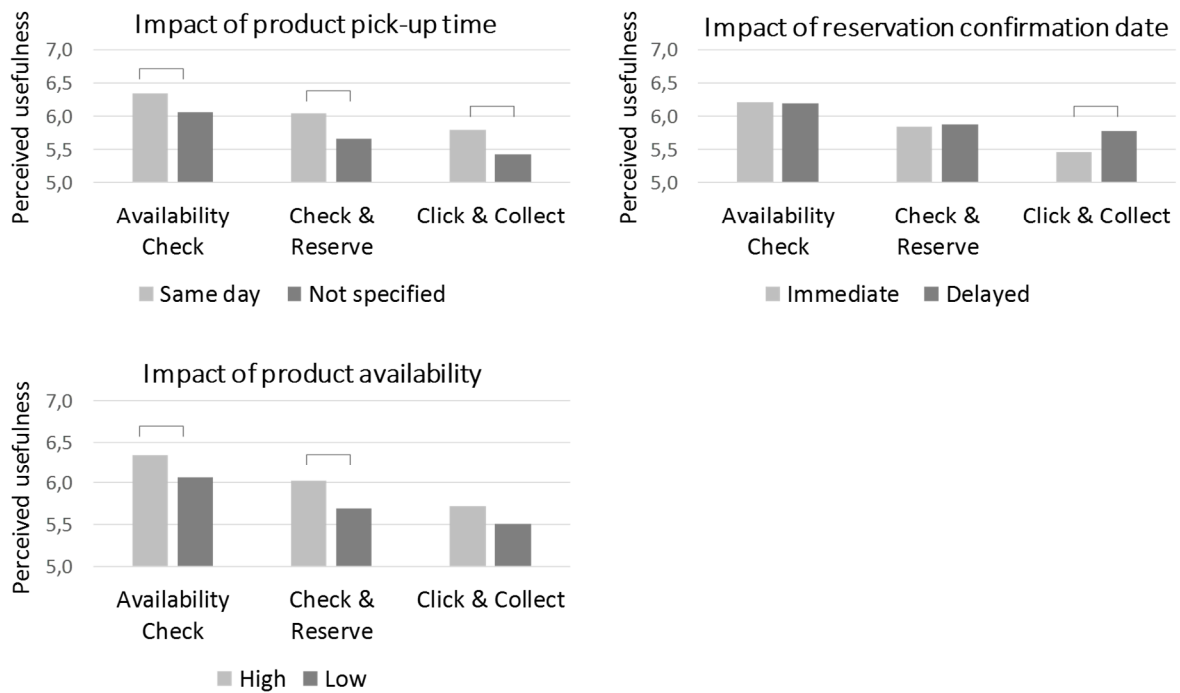 Impact of product pick-up time
Perceived usefulness
7,0
6,5
6,0
5,5
5,0
Availability
Check
Check &
Reserve
Click & Collect
Same day
Not specified
Impact of reservation confirmation date
Perceived usefulness
7,0
6,5
6,0
5,5
5,0
Availability
Check
Check &
Reserve
Click & Collect
Immediate
Delayed
Impact of product availability
Perceived usefulness
7,0
6,5
6,0
5,5
5,0
Availability
Check
Check &
Reserve
Click & Collect
High
Low